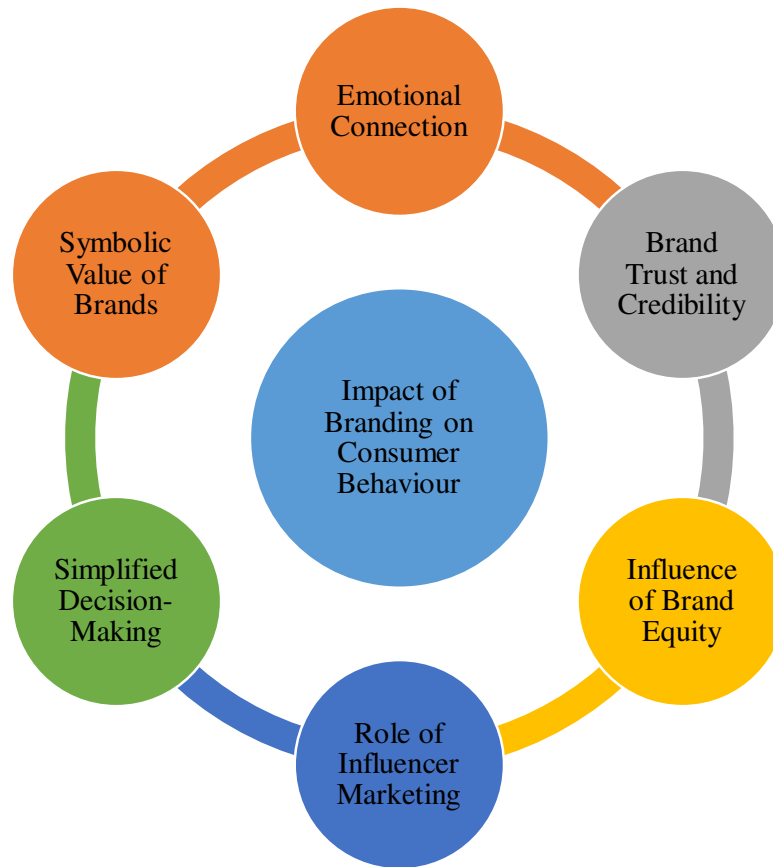 Emotional
Connection
Brand
Trust and
Credibility
Influence
of Brand
Equity
Role of
Influencer
Marketing
Simplified
Decision-
Making
Symbolic
Value of
Brands
Impact of
Branding on
Consumer
Behaviour